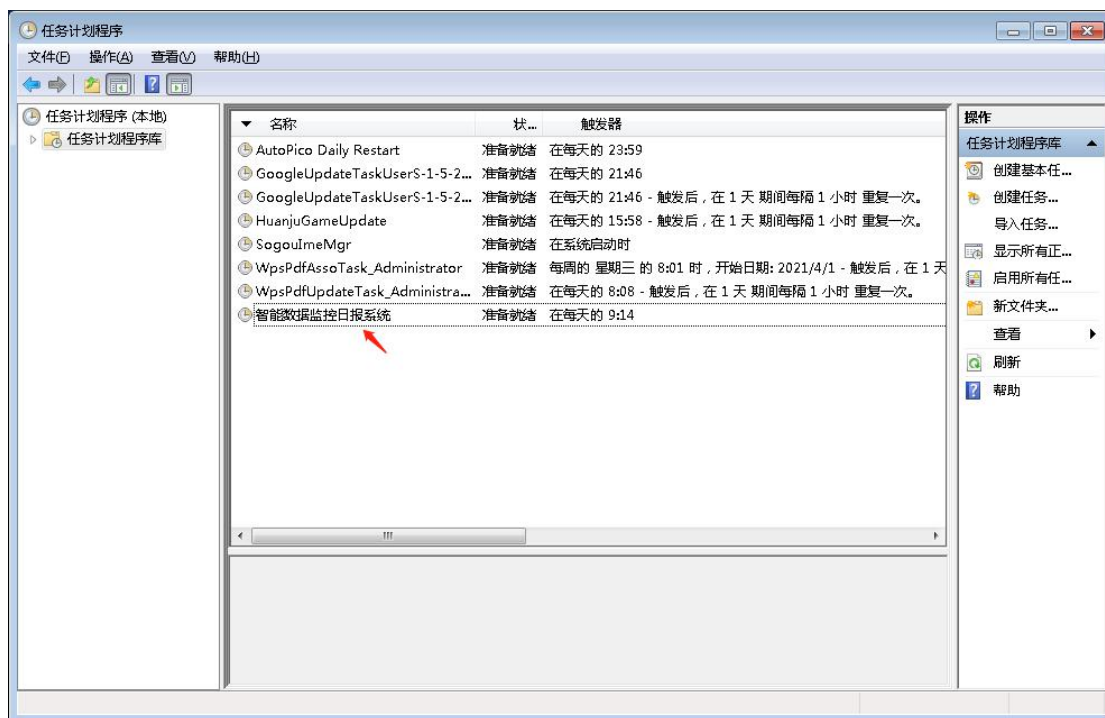 任务计划程序
文件(F) 操作(A) 查看(V) 帮助(H)
任务计划程序 (本地)
任务计划程序库
名称 状... 触发器
AutoPico Daily Restart 准备就绪 在每天的 23:59
GoogleUpdateTaskUserS-1-5-2... 准备就绪 在每天的 21:46
GoogleUpdateTaskUserS-1-5-2... 准备就绪 在每天的 21:46 - 触发后，在 1 天 期间每隔 1 小时 重复一次。
HuanjuGameUpdate 准备就绪 在每天的 15:58 - 触发后，在 1 天 期间每隔 1 小时 重复一次。
SogouImeMgr 准备就绪 在系统启动时
WpsPdfAssoTask_Administrator 准备就绪 每周的 星期三 的 8:01 时，开始日期: 2021/4/1 - 触发后，在 1 天
WpsPdfUpdateTask_Administra... 准备就绪 在每天的 8:08 - 触发后，在 1 天 期间每隔 1 小时 重复一次。
智能数据监控日报系统 准备就绪 在每天的 9:14
操作
任务计划程序库
创建基本任...
创建任务...
导入任务...
显示所有正...
启用所有任...
新文件夹...
查看
刷新
帮助